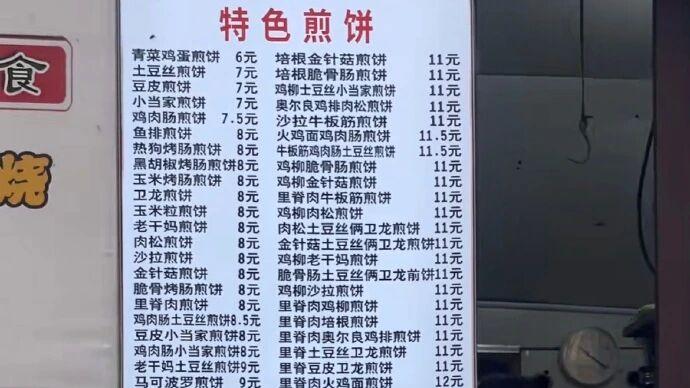 特色煎饼
青菜鸡蛋煎饼 6元
土豆丝煎饼 7元
豆皮煎饼 7元
小当家煎饼 7元
鸡肉肠煎饼 7.5元
鱼排煎饼 8元
热狗烤肠煎饼 8元
黑胡椒烤肠煎饼8元
玉米烤肠煎饼 8元
卫龙煎饼 8元
玉米粒煎饼 8元
老干妈煎饼 8元
肉松煎饼 8元
沙拉煎饼 8元
金针菇煎饼 8元
脆骨烤肠煎饼 8元
里脊肉煎饼 8元
鸡肉肠土豆丝煎饼8.5元
豆皮小当家煎饼8元
鸡肉肠小当家煎饼 8元
老干妈土豆丝煎饼9元
马可波罗煎饼 9元
培根金针菇煎饼 11元
培根脆骨肠煎饼 11元
鸡柳土豆丝小当家煎饼 11元
奥尔良鸡排肉松煎饼 11元
沙拉牛板筋煎饼 11元
火鸡面鸡肉肠煎饼 11.5元
牛板筋鸡肉肠土豆丝煎饼 11.5元
鸡柳脆骨肠煎饼 11元
鸡柳金针菇煎饼 11元
里脊肉牛板筋煎饼 11元
鸡柳肉松煎饼 11元
肉松土豆丝俩卫龙煎饼 11元
金针菇土豆丝俩卫龙煎饼11元
鸡柳老干妈煎饼 11元
脆骨肠土豆丝俩卫龙前饼11元
鸡柳沙拉煎饼 11元
里脊肉鸡柳煎饼 11元
里脊肉培根煎饼 11元
里脊肉奥尔良鸡排煎饼 11元
里脊土豆丝卫龙煎饼 11元
里脊豆皮卫龙煎饼 11元
里脊肉火鸡面煎饼 12元
食
烧